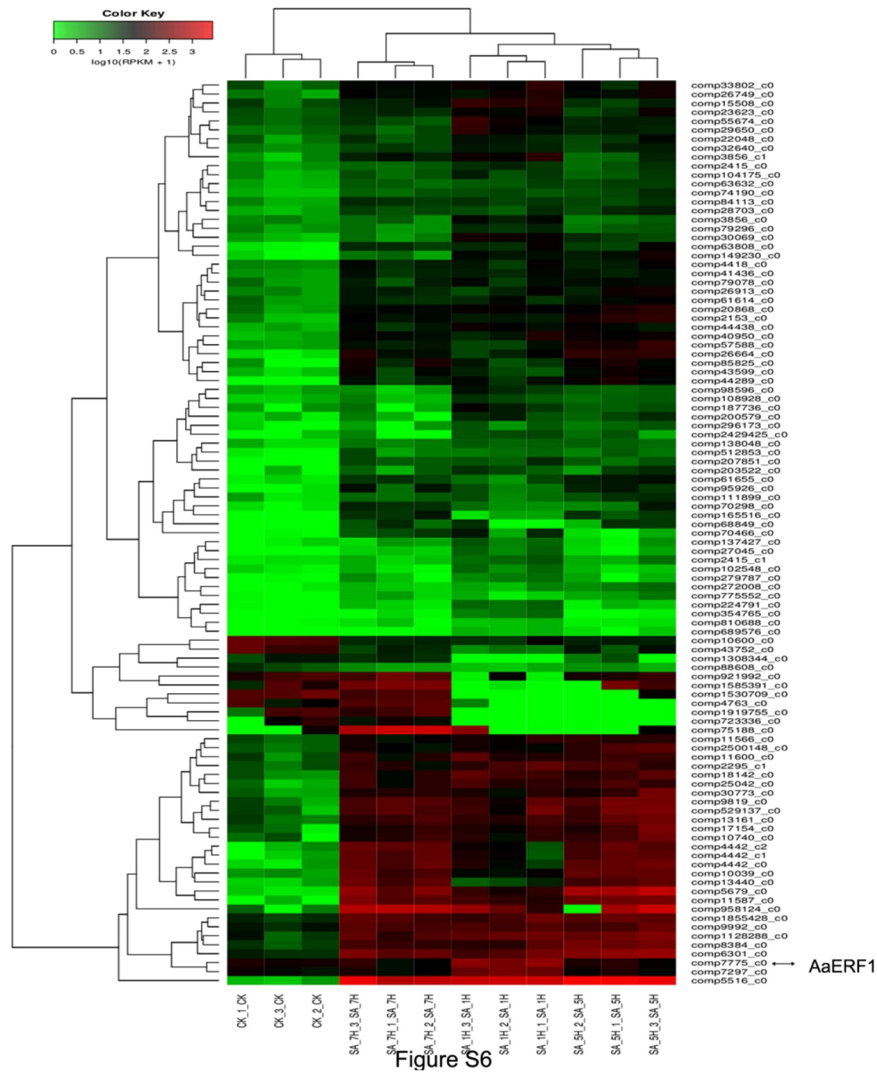 Color Key
0 0.5 1 1.5 2 2.5 3
log10(RPKM + 1)
comp33802_c0
comp26749_c0
comp15508_c0
comp23623_c0
comp55674_c0
comp29650_c0
comp22048_c0
comp32640_c0
comp3856_c1
comp2415_c0
comp104175_c0
comp63632_c0
comp74190_c0
comp84113_c0
comp28703_c0
comp3856_c0
comp79296_c0
comp30069_c0
comp63808_c0
comp149230_c0
comp4418_c0
comp41436_c0
comp79078_c0
comp26913_c0
comp61614_c0
comp20868_c0
comp2153_c0
comp44438_c0
comp40950_c0
comp57588_c0
comp26664_c0
comp85825_c0
comp43599_c0
comp44289_c0
comp98596_c0
comp108928_c0
comp187736_c0
comp200579_c0
comp296173_c0
comp2429425_c0
comp138048_c0
comp512853_c0
comp207851_c0
comp203522_c0
comp61655_c0
comp95926_c0
comp111899_c0
comp70298_c0
comp165516_c0
comp68849_c0
comp70466_c0
comp137427_c0
comp27045_c0
comp2415_c1
comp102548_c0
comp279787_c0
comp272008_c0
comp775552_c0
comp224791_c0
comp354765_c0
comp810688_c0
comp689576_c0
comp10600_c0
comp43752_c0
comp1308344_c0
comp88608_c0
comp921992_c0
comp1585391_c0
comp1530709_c0
comp4763_c0
comp1919755_c0
comp723336_c0
comp75188_c0
comp11566_c0
comp2500148_c0
comp11600_c0
comp2295_c1
comp18142_c0
comp25042_c0
comp30773_c0
comp9819_c0
comp529137_c0
comp13161_c0
comp17154_c0
comp10740_c0
comp4442_c2
comp4442_c1
comp4442_c0
comp10039_c0
comp13440_c0
comp5679_c0
comp11587_c0
comp958124_c0
comp1855428_c0
comp9992_c0
comp1128288_c0
comp8384_c0
comp6301_c0
comp7775_c0 AaERF1
comp7297_c0
comp5516_c0
CK_1_CK
CK_3_CK
CK_2_CK
SA_7H_3_SA_7H
SA_7H_1_SA_7H
SA_7H_2_SA_7H
SA_1H_3_SA_1H
SA_1H_2_SA_1H
SA_1H_1_SA_1H
SA_5H_2_SA_5H
SA_5H_1_SA_5H
SA_5H_3_SA_5H
Figure S6